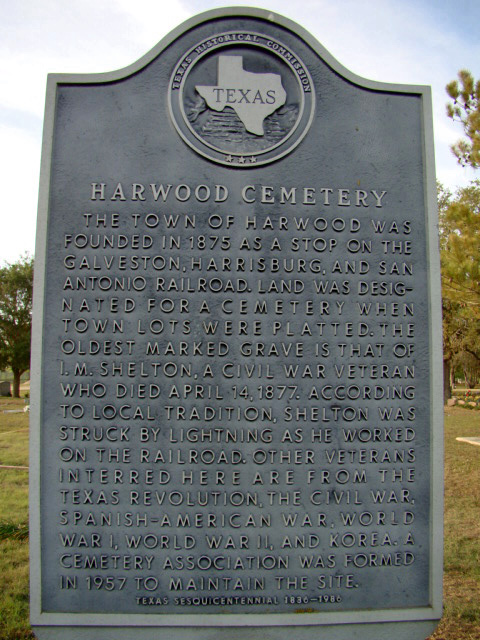 TEXAS HISTORICAL COMMISSION
TEXAS
HARWOOD CEMETERY
THE TOWN OF HARWOOD WAS
FOUNDED IN 1875 AS A STOP ON THE
GALVESTON, HARRISBURG, AND SAN
ANTONIO RAILROAD. LAND WAS DESIG-
NATED FOR A CEMETERY WHEN
TOWN LOTS WERE PLATTED. THE
OLDEST MARKED GRAVE IS THAT OF
I. M. SHELTON, A CIVIL WAR VETERAN
WHO DIED APRIL 14, 1877. ACCORDING
TO LOCAL TRADITION, SHELTON WAS
STRUCK BY LIGHTNING AS HE WORKED
ON THE RAILROAD. OTHER VETERANS
INTERRED HERE ARE FROM THE
TEXAS REVOLUTION, THE CIVIL WAR,
SPANISH-AMERICAN WAR, WORLD
WAR I, WORLD WAR II, AND KOREA. A
CEMETERY ASSOCIATION WAS FORMED
IN 1957 TO MAINTAIN THE SITE.
TEXAS SESQUICENTENNIAL 1836-1986